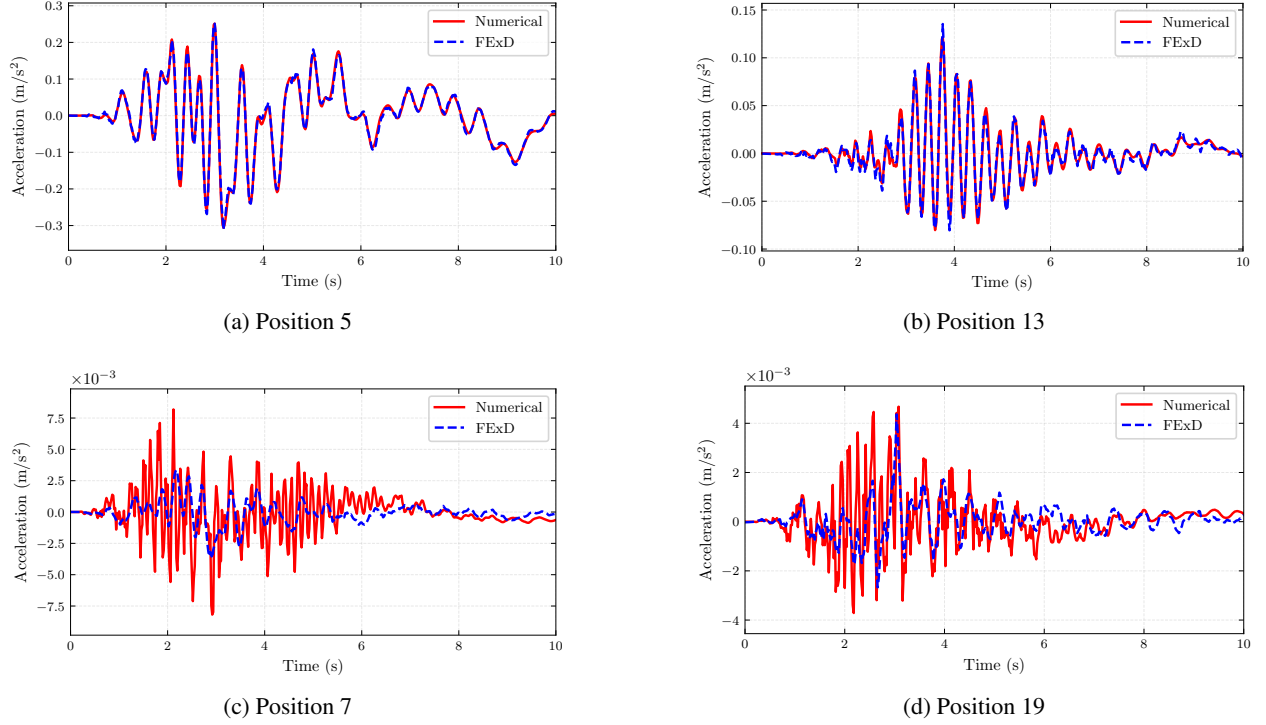 0.3
0.2
0.1
0.0
−0.1
−0.2
−0.3
Acceleration (m/s²)
Numerical
FExD
0 2 4 6 8 10
Time (s)
(a) Position 5
0.15
0.10
0.05
0.00
−0.05
−0.10
Acceleration (m/s²)
Numerical
FExD
0 2 4 6 8 10
Time (s)
(b) Position 13
×10⁻³
7.5
5.0
2.5
0.0
−2.5
−5.0
−7.5
Acceleration (m/s²)
Numerical
FExD
0 2 4 6 8 10
Time (s)
(c) Position 7
×10⁻³
4
2
0
−2
−4
Acceleration (m/s²)
Numerical
FExD
0 2 4 6 8 10
Time (s)
(d) Position 19